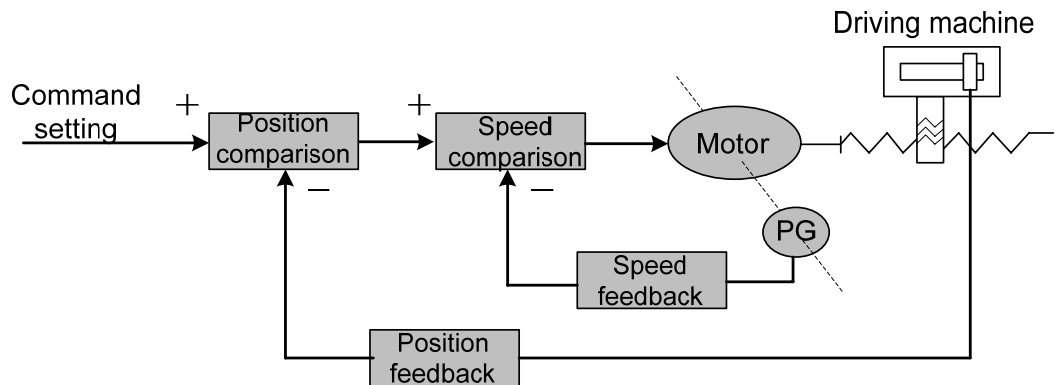 Driving machine
Command
setting
+
Position
comparison
−
+
Speed
comparison
−
Motor
PG
Speed
feedback
Position
feedback